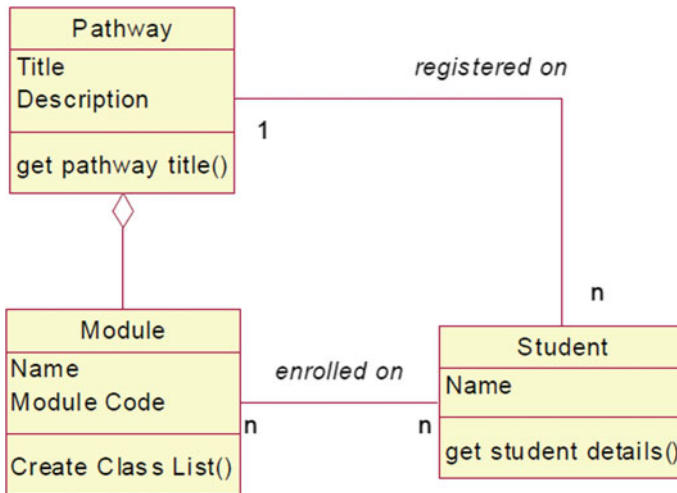 Pathway
Title
Description
get pathway title()
registered on
1
n
Module
Name
Module Code
Create Class List()
enrolled on
n
n
Student
Name
get student details()